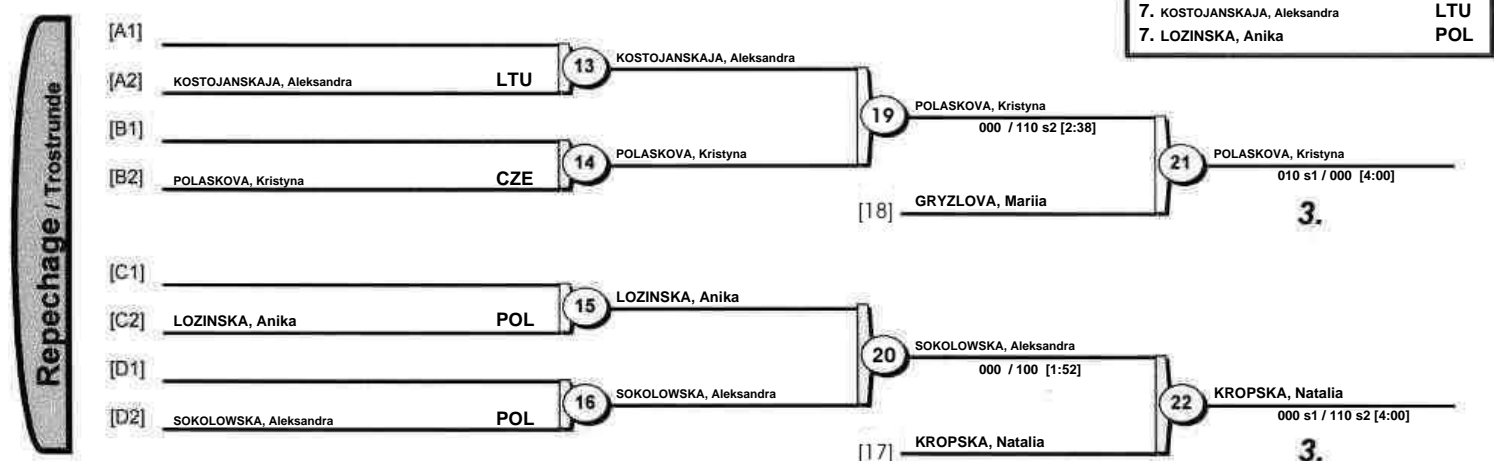 7. KOSTOJANSKAJA, Aleksandra LTU
7. LOZINSKA, Anika POL
Repechage / Trostrunde
[A1]
[A2] KOSTOJANSKAJA, Aleksandra LTU
13 KOSTOJANSKAJA, Aleksandra
[B1]
[B2] POLASKOVA, Kristyna CZE
14 POLASKOVA, Kristyna
19 POLASKOVA, Kristyna
000 / 110 s2 [2:38]
[18] GRYZLOVA, Mariia
21 POLASKOVA, Kristyna
010 s1 / 000 [4:00]
3.
[C1]
[C2] LOZINSKA, Anika POL
15 LOZINSKA, Anika
[D1]
[D2] SOKOLOWSKA, Aleksandra POL
16 SOKOLOWSKA, Aleksandra
20 SOKOLOWSKA, Aleksandra
000 / 100 [1:52]
[17] KROPSKA, Natalia
22 KROPSKA, Natalia
000 s1 / 110 s2 [4:00]
3.